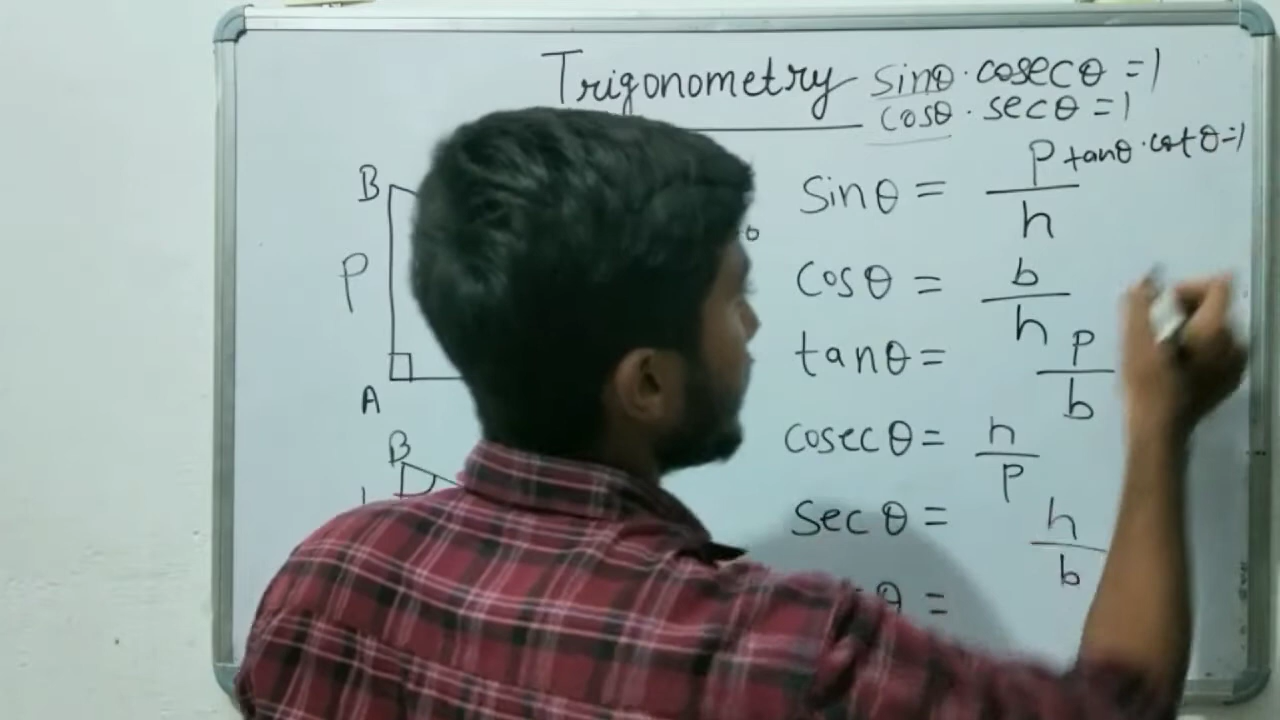 Trigonometry
sinθ · cosecθ = 1
cosθ · secθ = 1
tanθ · cotθ = 1
B
P
A
B
sinθ = P/h
cosθ = b/h
tanθ = P/b
cosecθ = h/P
secθ = h/b
θ =